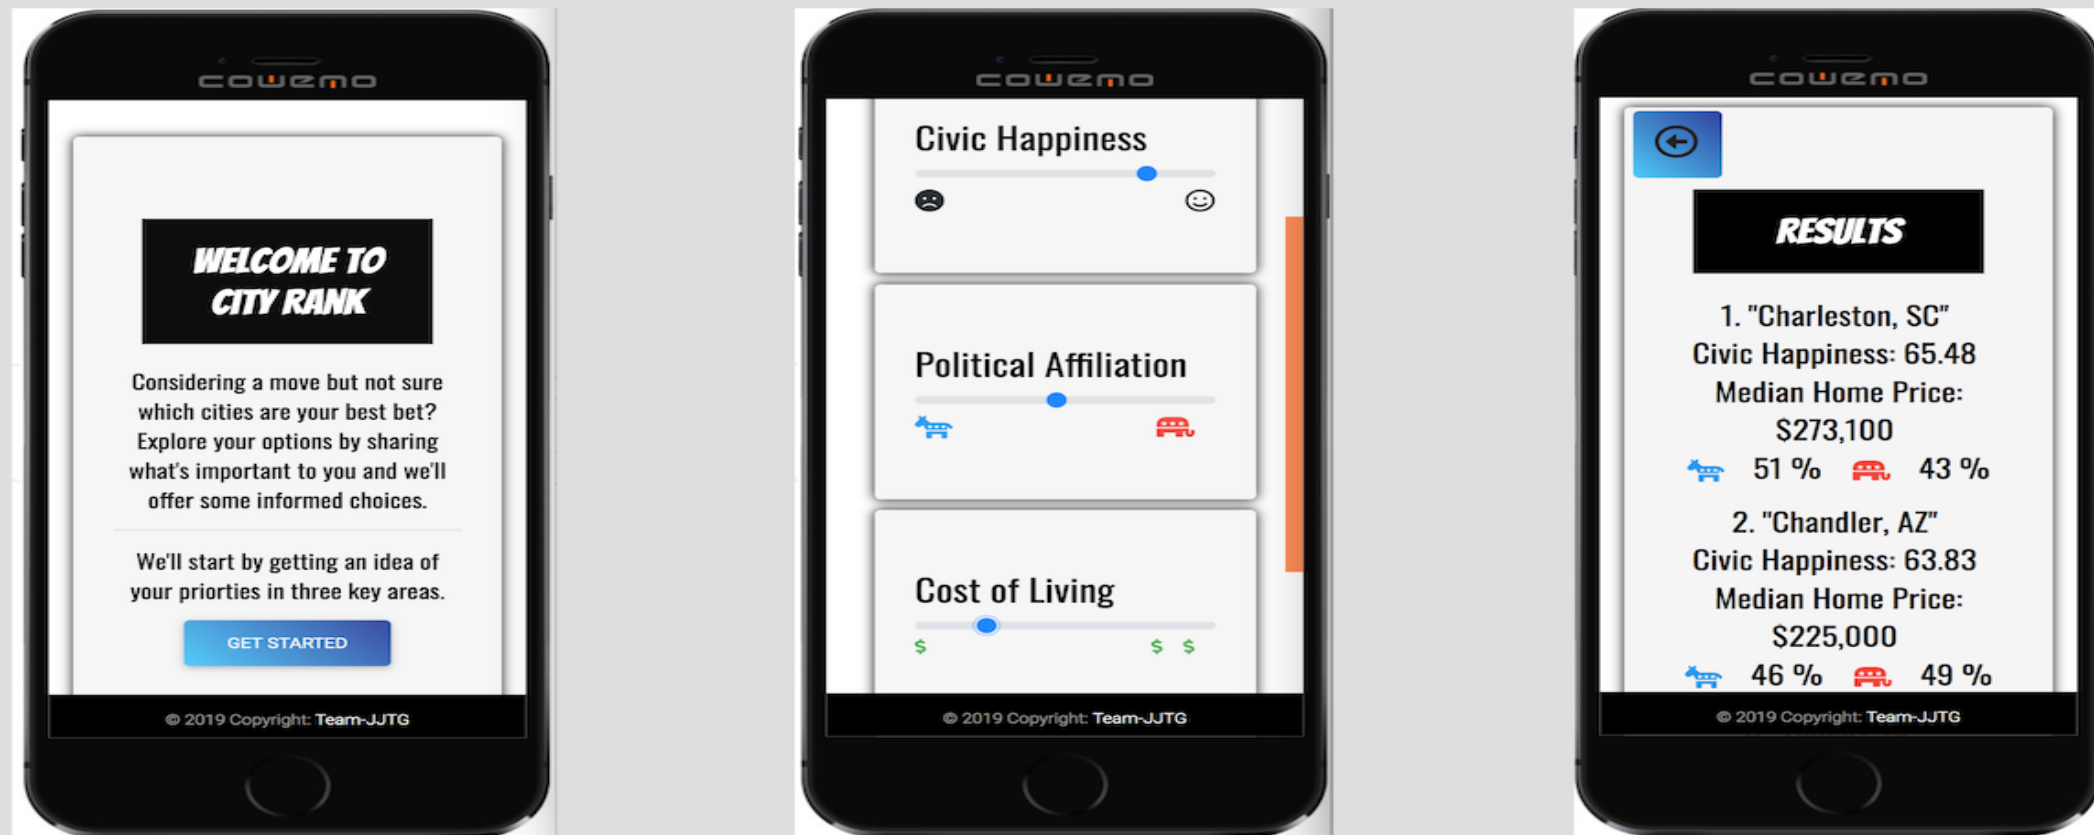 cowemo
WELCOME TO
CITY RANK
Considering a move but not sure
which cities are your best bet?
Explore your options by sharing
what's important to you and we'll
offer some informed choices.
We'll start by getting an idea of
your priorties in three key areas.
GET STARTED
© 2019 Copyright: Team-JJTG
cowemo
Civic Happiness
Political Affiliation
Cost of Living
$
$ $
© 2019 Copyright: Team-JJTG
cowemo
RESULTS
1. "Charleston, SC"
Civic Happiness: 65.48
Median Home Price:
$273,100
51 % 43 %
2. "Chandler, AZ"
Civic Happiness: 63.83
Median Home Price:
$225,000
46 % 49 %
© 2019 Copyright: Team-JJTG